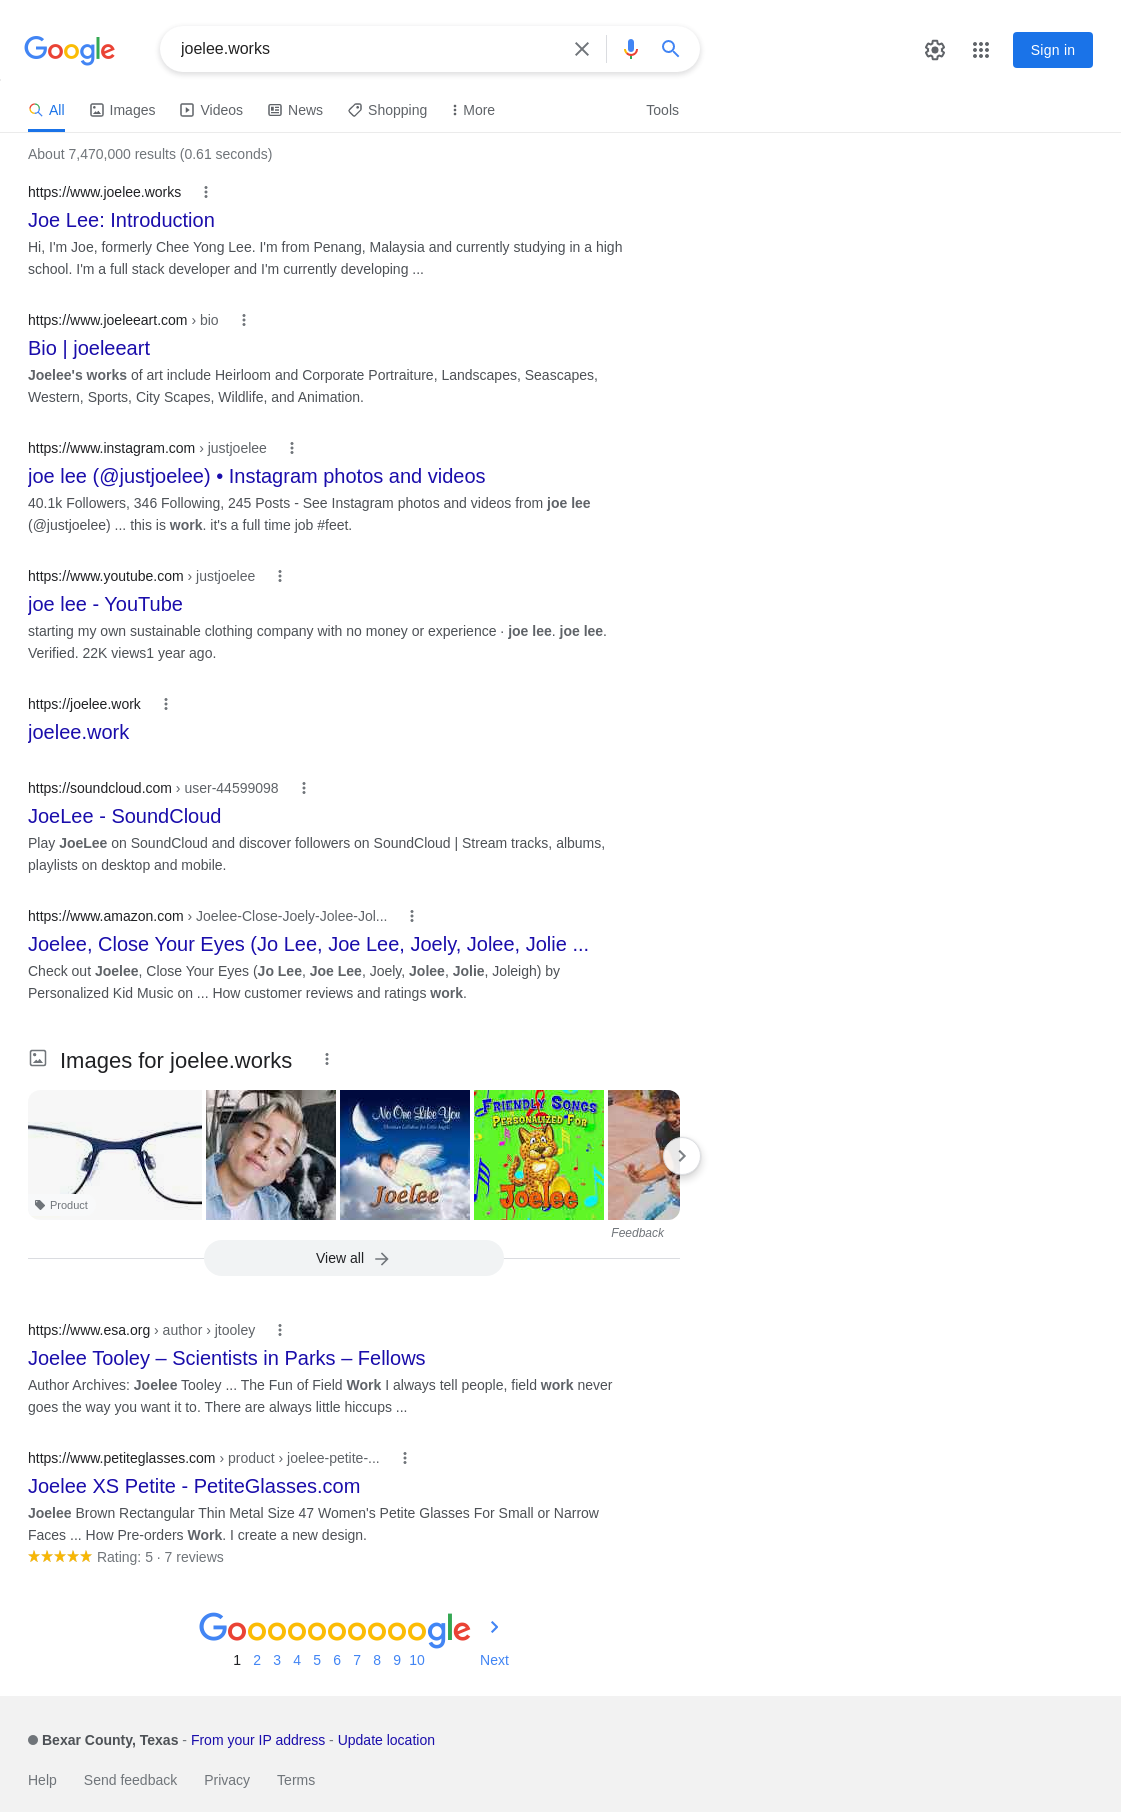 Google
joelee.works
Sign in
All
Images
Videos
News
Shopping
More
Tools
About 7,470,000 results (0.61 seconds)
https://www.joelee.works
Joe Lee: Introduction
Hi, I'm Joe, formerly Chee Yong Lee. I'm from Penang, Malaysia and currently studying in a high
school. I'm a full stack developer and I'm currently developing ...
https://www.joeleeart.com › bio
Bio | joeleeart
Joelee's works of art include Heirloom and Corporate Portraiture, Landscapes, Seascapes,
Western, Sports, City Scapes, Wildlife, and Animation.
https://www.instagram.com › justjoelee
joe lee (@justjoelee) • Instagram photos and videos
40.1k Followers, 346 Following, 245 Posts - See Instagram photos and videos from joe lee
(@justjoelee) ... this is work. it's a full time job #feet.
https://www.youtube.com › justjoelee
joe lee - YouTube
starting my own sustainable clothing company with no money or experience · joe lee. joe lee.
Verified. 22K views1 year ago.
https://joelee.work
joelee.work
https://soundcloud.com › user-44599098
JoeLee - SoundCloud
Play JoeLee on SoundCloud and discover followers on SoundCloud | Stream tracks, albums,
playlists on desktop and mobile.
https://www.amazon.com › Joelee-Close-Joely-Jolee-Jol...
Joelee, Close Your Eyes (Jo Lee, Joe Lee, Joely, Jolee, Jolie ...
Check out Joelee, Close Your Eyes (Jo Lee, Joe Lee, Joely, Jolee, Jolie, Joleigh) by
Personalized Kid Music on ... How customer reviews and ratings work.
Images for joelee.works
Product
No One Like You
Christian Lullabies for Little Angels
Joelee
FRIENDLY SONGS
PERSONALIZED FOR
Joelee
Feedback
View all
https://www.esa.org › author › jtooley
Joelee Tooley – Scientists in Parks – Fellows
Author Archives: Joelee Tooley ... The Fun of Field Work I always tell people, field work never
goes the way you want it to. There are always little hiccups ...
https://www.petiteglasses.com › product › joelee-petite-...
Joelee XS Petite - PetiteGlasses.com
Joelee Brown Rectangular Thin Metal Size 47 Women's Petite Glasses For Small or Narrow
Faces ... How Pre-orders Work. I create a new design.
Rating: 5 · 7 reviews
Goooooooooogle
1 2 3 4 5 6 7 8 9 10 Next
Bexar County, Texas - From your IP address - Update location
Help Send feedback Privacy Terms